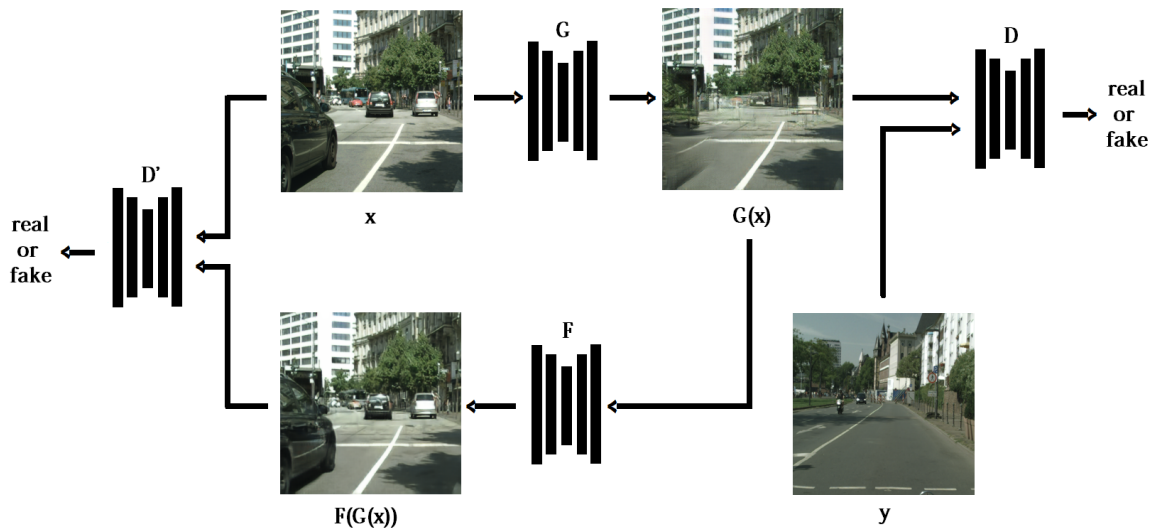 G
D
real
or
fake
D'
x
G(x)
real
or
fake
F
F(G(x))
y